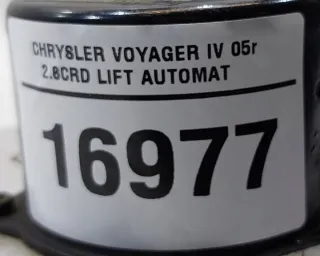 CHRYSLER VOYAGER IV 05r
2.8CRD LIFT AUTOMAT
16977